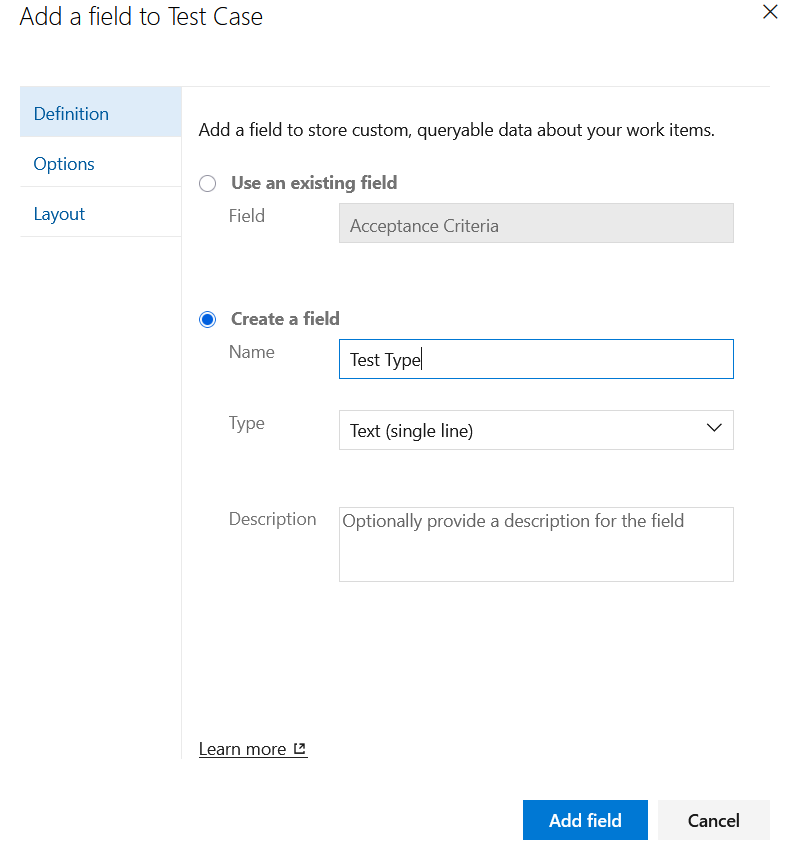 Add a field to Test Case
Definition
Options
Layout
Add a field to store custom, queryable data about your work items.
Use an existing field
Field
Acceptance Criteria
Create a field
Name
Test Type
Type
Text (single line)
Description
Optionally provide a description for the field
Learn more
Add field
Cancel